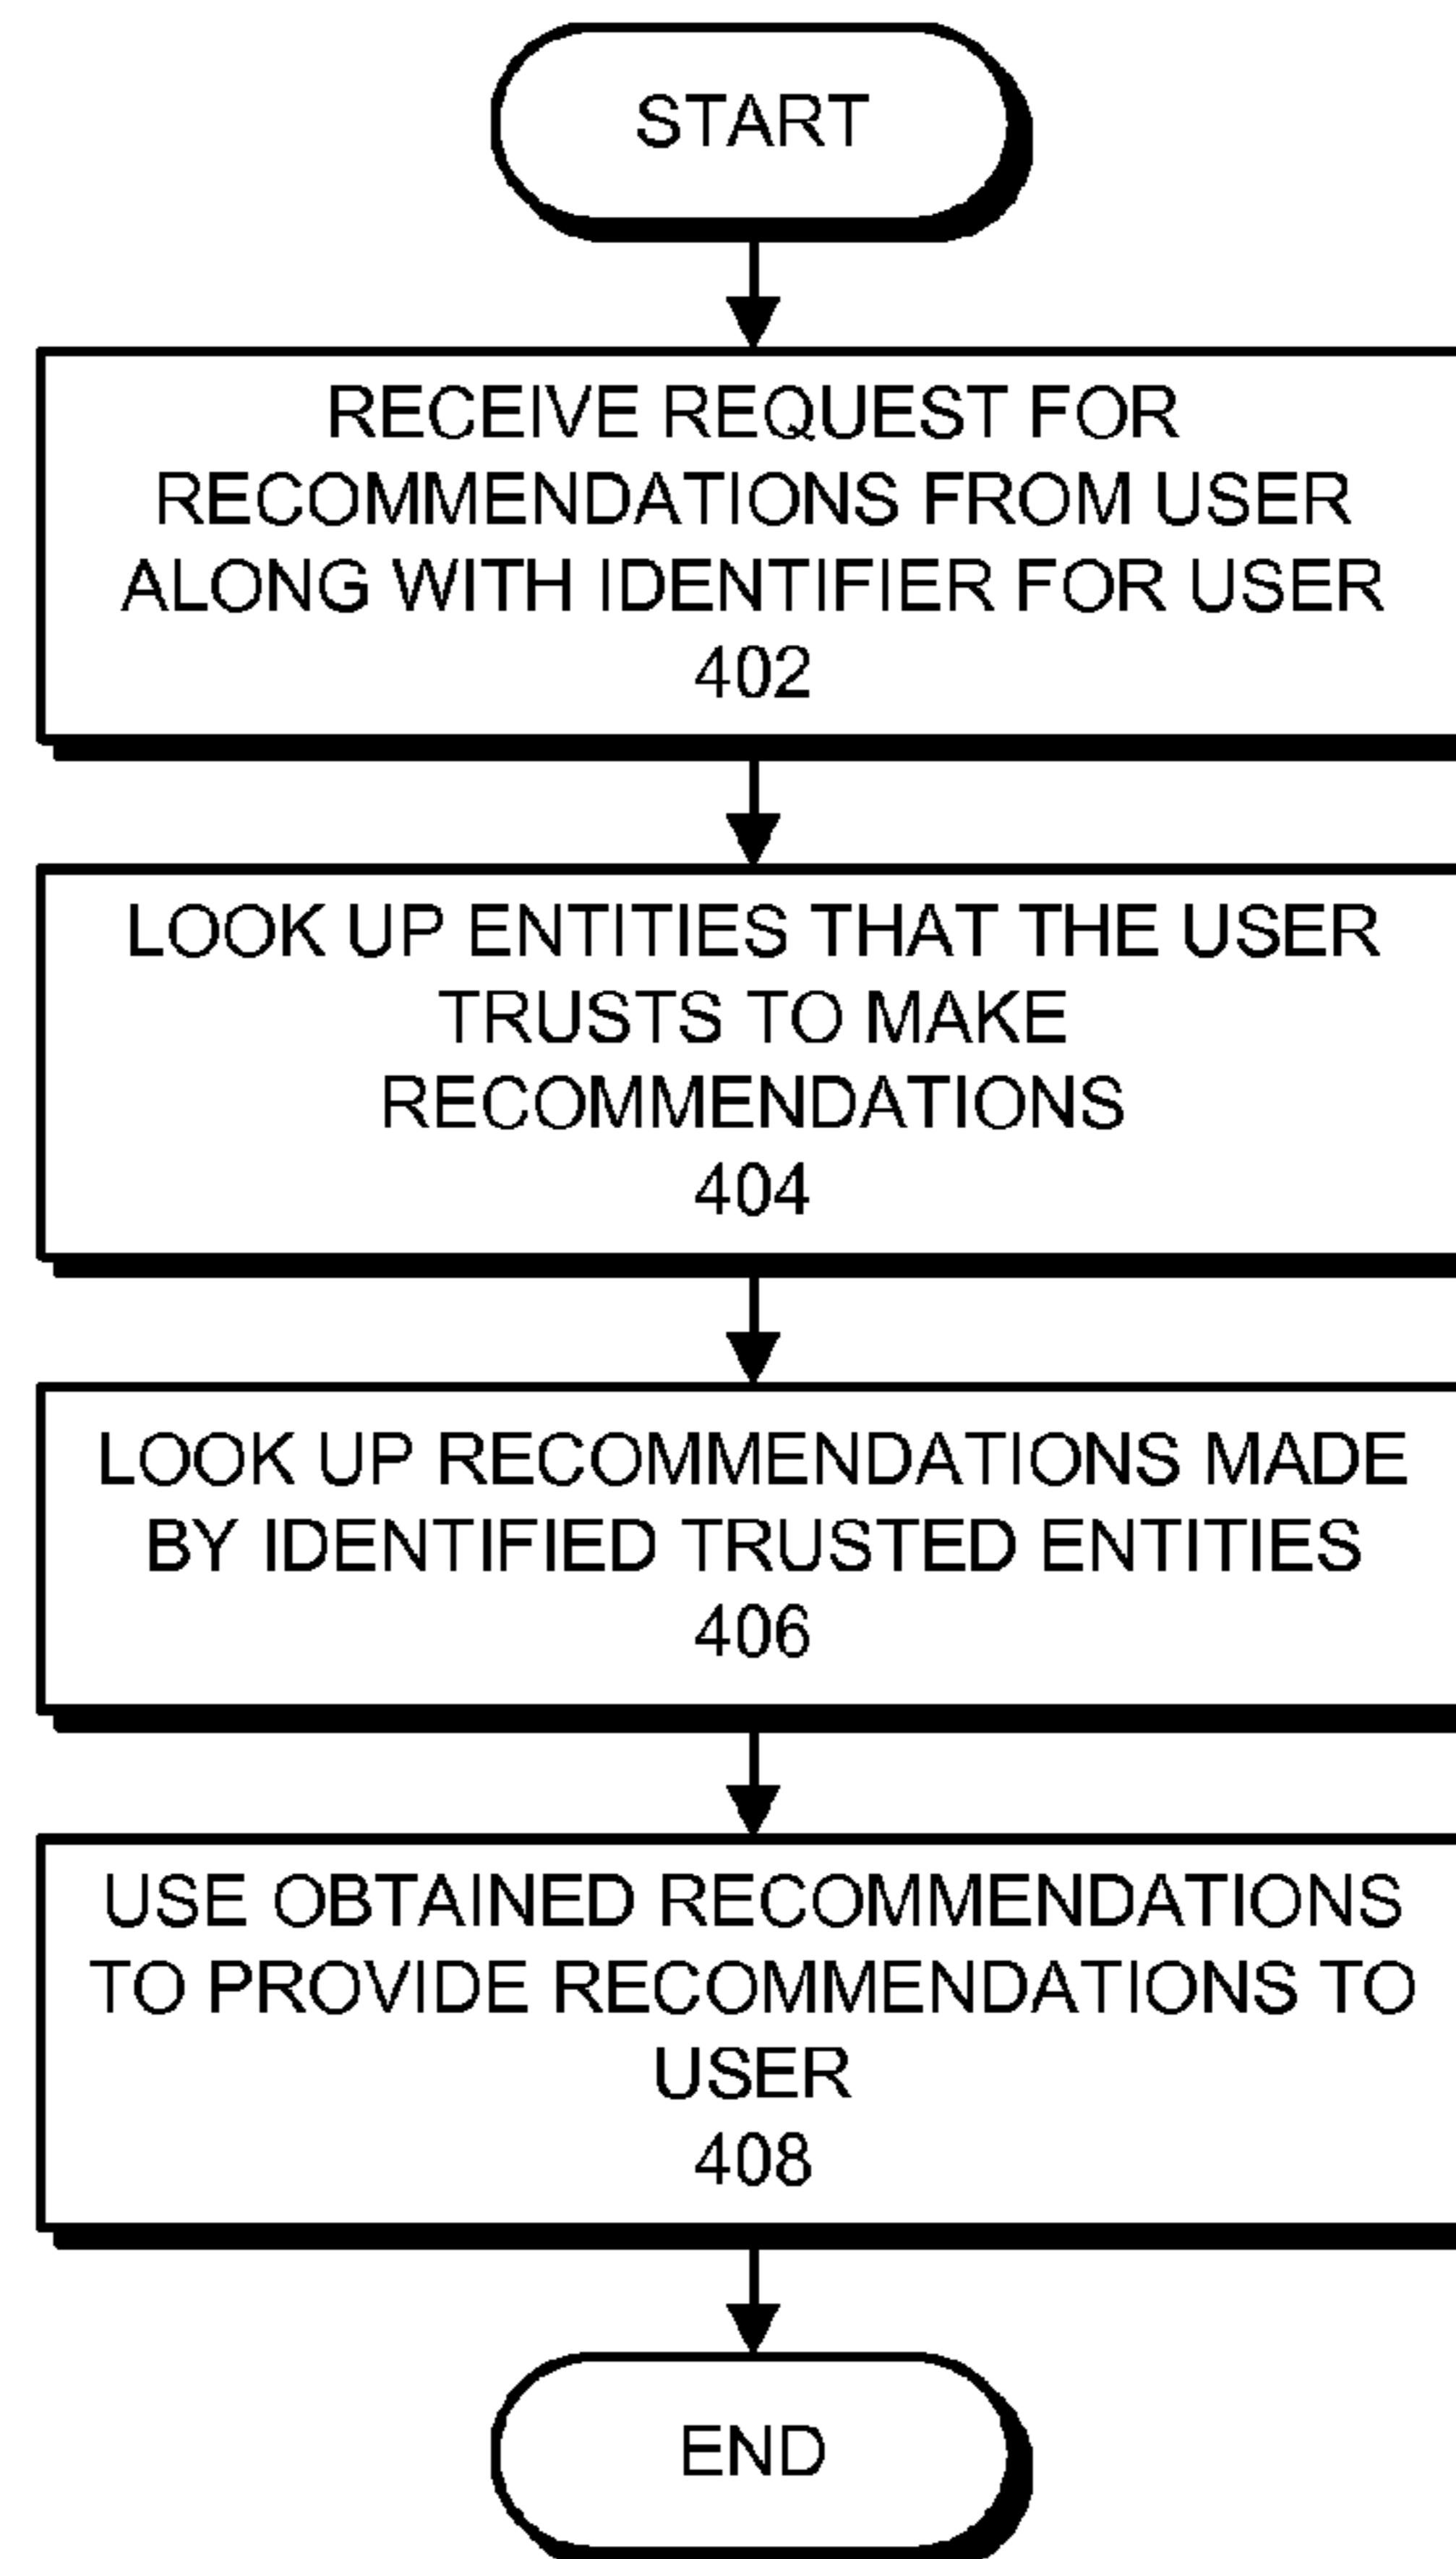 START
RECEIVE REQUEST FOR
RECOMMENDATIONS FROM USER
ALONG WITH IDENTIFIER FOR USER
402
LOOK UP ENTITIES THAT THE USER
TRUSTS TO MAKE
RECOMMENDATIONS
404
LOOK UP RECOMMENDATIONS MADE
BY IDENTIFIED TRUSTED ENTITIES
406
USE OBTAINED RECOMMENDATIONS
TO PROVIDE RECOMMENDATIONS TO
USER
408
END